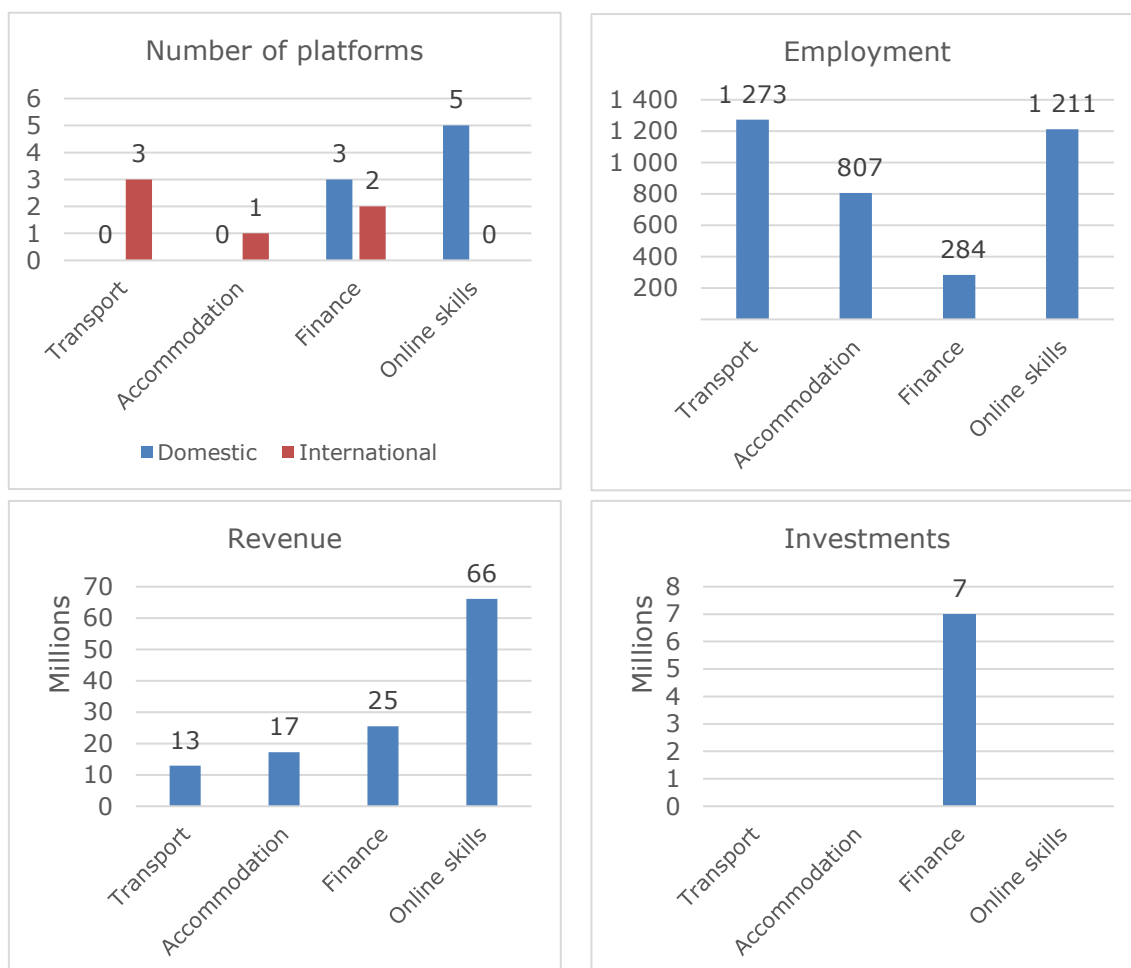 Number of platforms
6
5
4
3
2
1
0
0
3
0
1
3
2
5
0
Transport
Accommodation
Finance
Online skills
Domestic
International
Employment
1 400
1 200
1 000
800
600
400
200
1 273
807
284
1 211
Transport
Accommodation
Finance
Online skills
Revenue
Millions
70
60
50
40
30
20
10
0
13
17
25
66
Transport
Accommodation
Finance
Online skills
Investments
Millions
8
7
6
5
4
3
2
1
0
7
Transport
Accommodation
Finance
Online skills